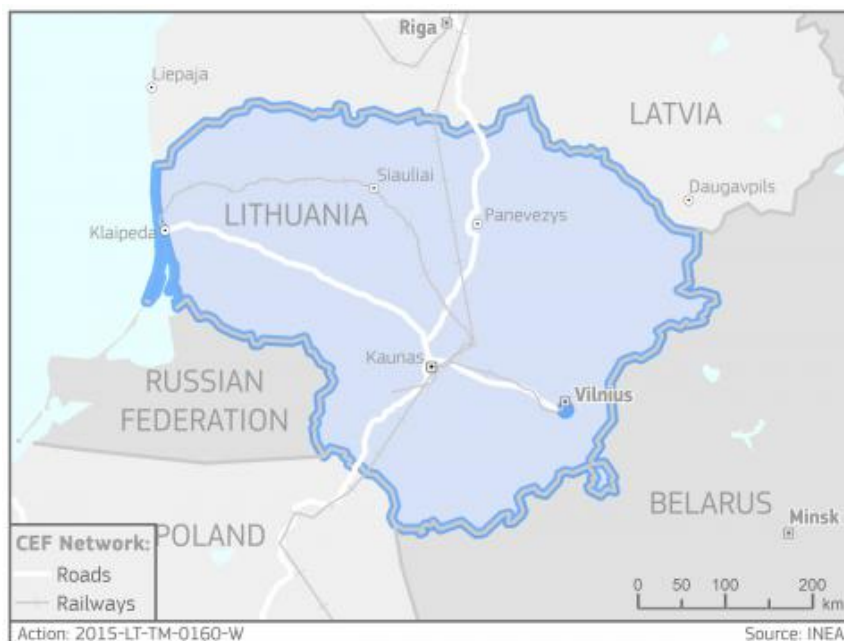 Riga
Liepaja
LATVIA
Siauliai
Daugavpils
LITHUANIA
Panevezys
Klaipeda
Kaunas
RUSSIAN
FEDERATION
Vilnius
BELARUS
POLAND
Minsk
CEF Network:
Roads
Railways
0 50 100 200
km
Action: 2015-LT-TM-0160-W
Source: INEA